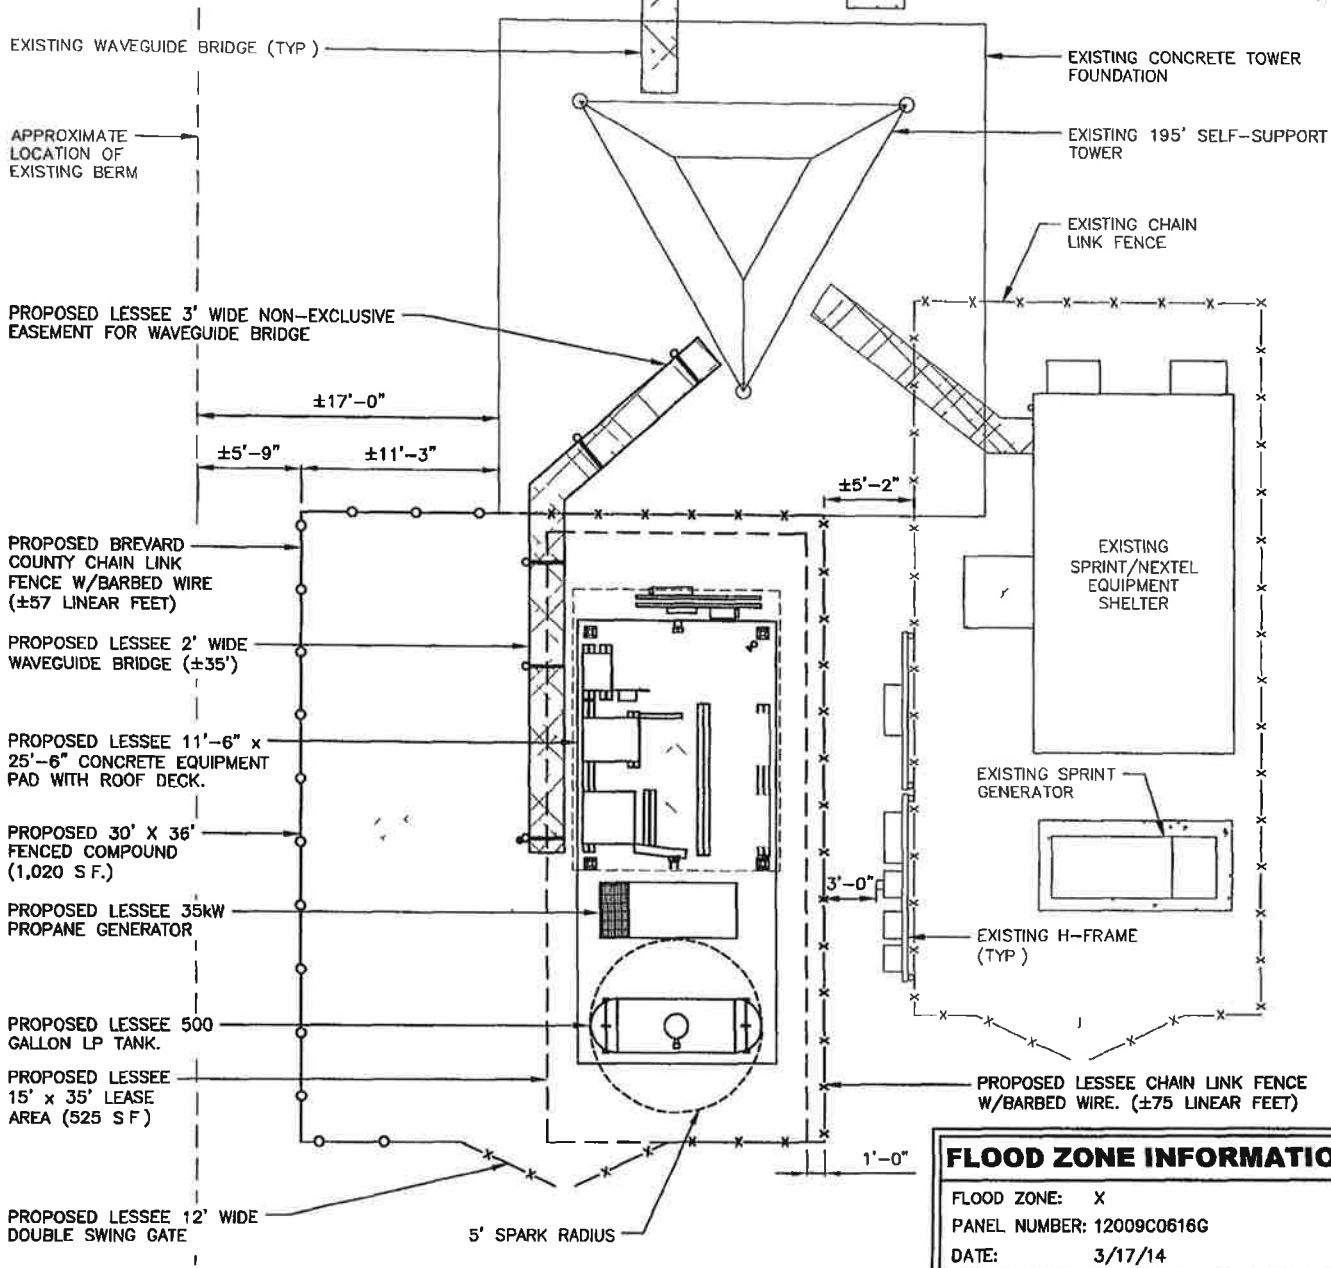 EXISTING WAVEGUIDE BRIDGE (TYP )
EXISTING CONCRETE TOWER
FOUNDATION
APPROXIMATE
LOCATION OF
EXISTING BERM
EXISTING 195' SELF-SUPPORT
TOWER
EXISTING CHAIN
LINK FENCE
PROPOSED LESSEE 3' WIDE NON-EXCLUSIVE
EASEMENT FOR WAVEGUIDE BRIDGE
±17'-0"
±5'-9"
±11'-3"
±5'-2"
PROPOSED BREVARD
COUNTY CHAIN LINK
FENCE W/BARBED WIRE
(±57 LINEAR FEET)
EXISTING
SPRINT/NEXTEL
EQUIPMENT
SHELTER
PROPOSED LESSEE 2' WIDE
WAVEGUIDE BRIDGE (±35')
PROPOSED LESSEE 11'-6" x
25'-6" CONCRETE EQUIPMENT
PAD WITH ROOF DECK.
EXISTING SPRINT
GENERATOR
PROPOSED 30' X 36'
FENCED COMPOUND
(1,020 S F.)
3'-0"
PROPOSED LESSEE 35kW
PROPANE GENERATOR
EXISTING H-FRAME
(TYP )
PROPOSED LESSEE 500
GALLON LP TANK.
PROPOSED LESSEE
15' x 35' LEASE
AREA (525 S F)
PROPOSED LESSEE CHAIN LINK FENCE
W/BARBED WIRE. (±75 LINEAR FEET)
1'-0"
PROPOSED LESSEE 12' WIDE
DOUBLE SWING GATE
5' SPARK RADIUS
FLOOD ZONE INFORMATIO
FLOOD ZONE: X
PANEL NUMBER: 12009C0616G
DATE: 3/17/14